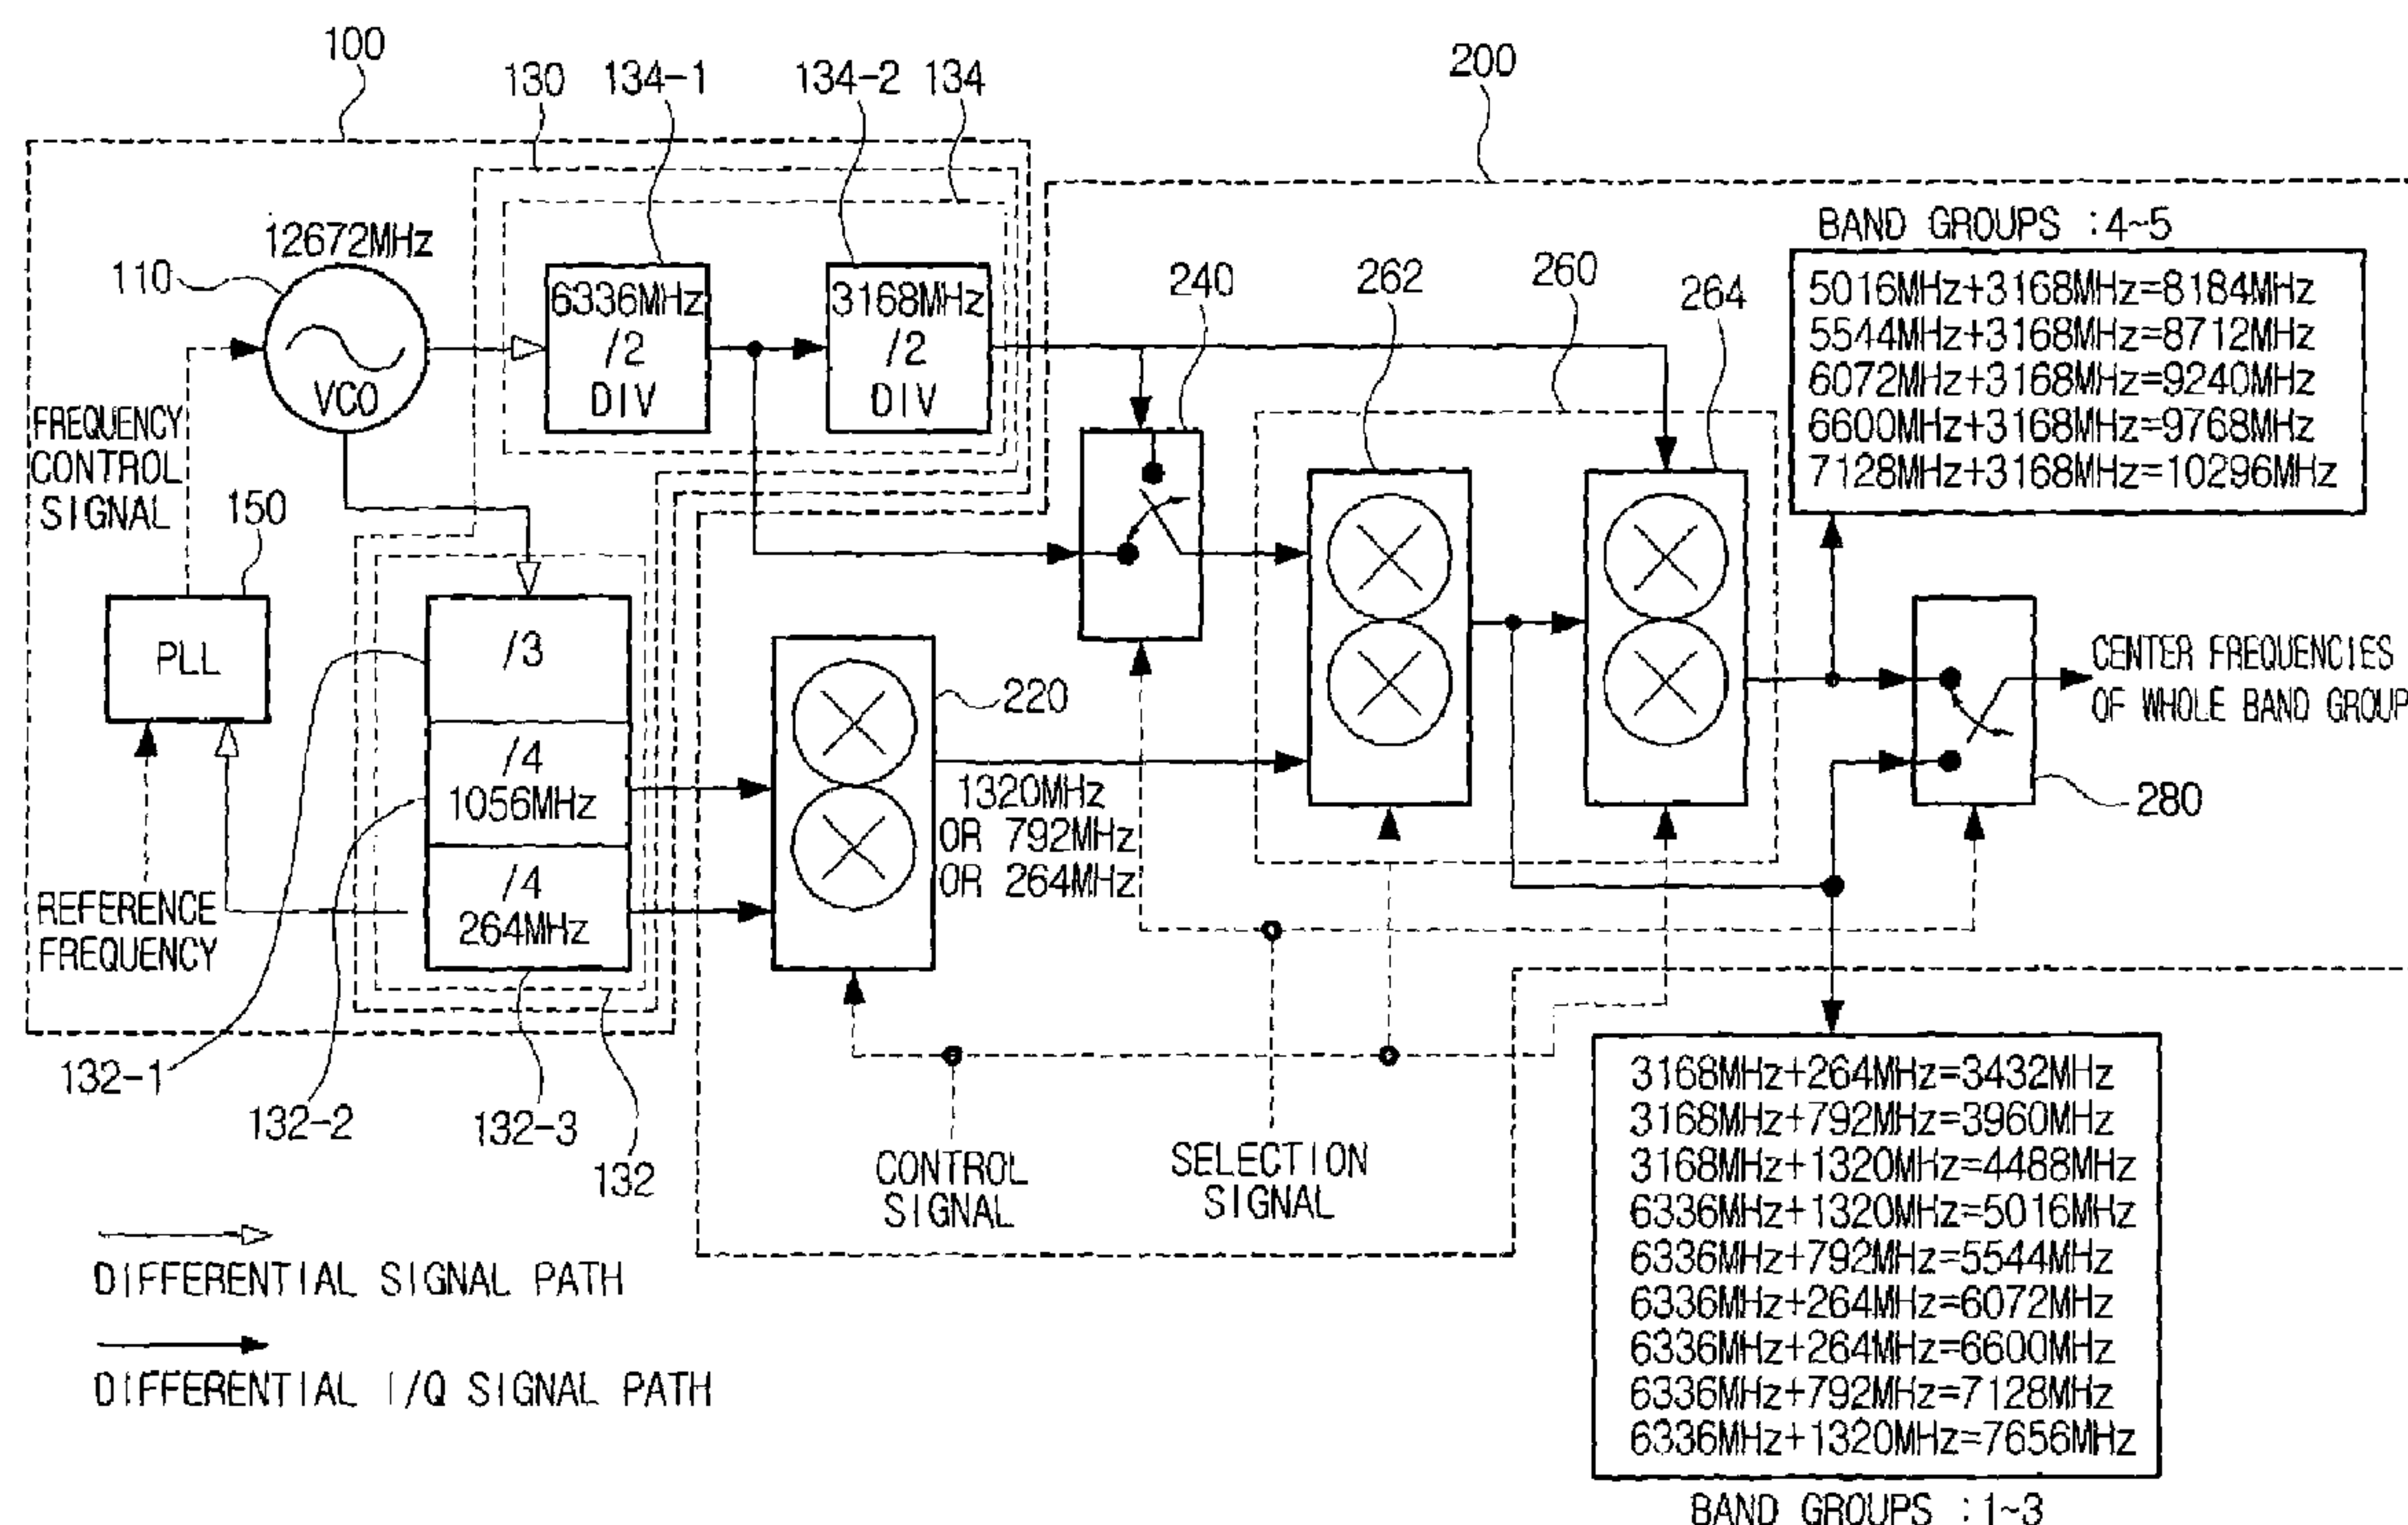 100
130
134-1
134-2
134
200
12672MHz
110
VCO
6336MHz
/2
DIV
3168MHz
/2
DIV
240
262
260
264
BAND GROUPS :4~5
5016MHz+3168MHz=8184MHz
5544MHz+3168MHz=8712MHz
6072MHz+3168MHz=9240MHz
6600MHz+3168MHz=9768MHz
7128MHz+3168MHz=10296MHz
FREQUENCY
CONTROL
SIGNAL
150
PLL
REFERENCE
FREQUENCY
/3
/4
1056MHz
/4
264MHz
220
1320MHz
OR 792MHz
OR 264MHz
CENTER FREQUENCIES
OF WHOLE BAND GROUP
280
132-1
132-2
132-3
132
CONTROL
SIGNAL
SELECTION
SIGNAL
3168MHz+264MHz=3432MHz
3168MHz+792MHz=3960MHz
3168MHz+1320MHz=4488MHz
6336MHz+1320MHz=5016MHz
6336MHz+792MHz=5544MHz
6336MHz+264MHz=6072MHz
6336MHz+264MHz=6600MHz
6336MHz+792MHz=7128MHz
6336MHz+1320MHz=7656MHz
BAND GROUPS :1~3
DIFFERENTIAL SIGNAL PATH
DIFFERENTIAL I/Q SIGNAL PATH